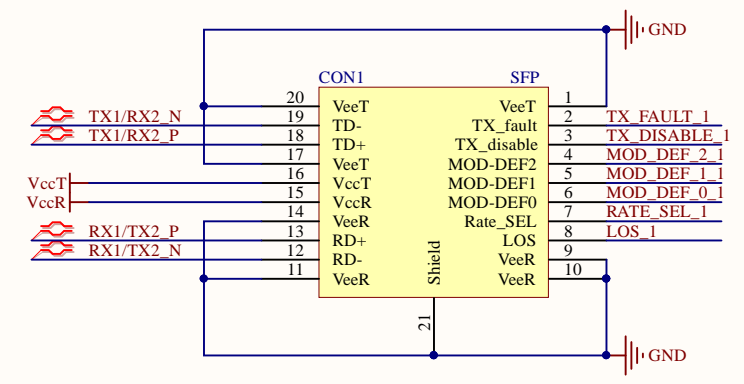 GND
CON1 SFP
20 VeeT VeeT 1
TX1/RX2_N 19 TD- TX_fault 2 TX_FAULT_1
TX1/RX2_P 18 TD+ TX_disable 3 TX_DISABLE_1
17 VeeT MOD-DEF2 4 MOD_DEF_2_1
VccT 16 VccT MOD-DEF1 5 MOD_DEF_1_1
VccR 15 VccR MOD-DEF0 6 MOD_DEF_0_1
14 VeeR Rate_SEL 7 RATE_SEL_1
RX1/TX2_P 13 RD+ LOS 8 LOS_1
RX1/TX2_N 12 RD- VeeR 9
11 VeeR VeeR 10
Shield
21
GND